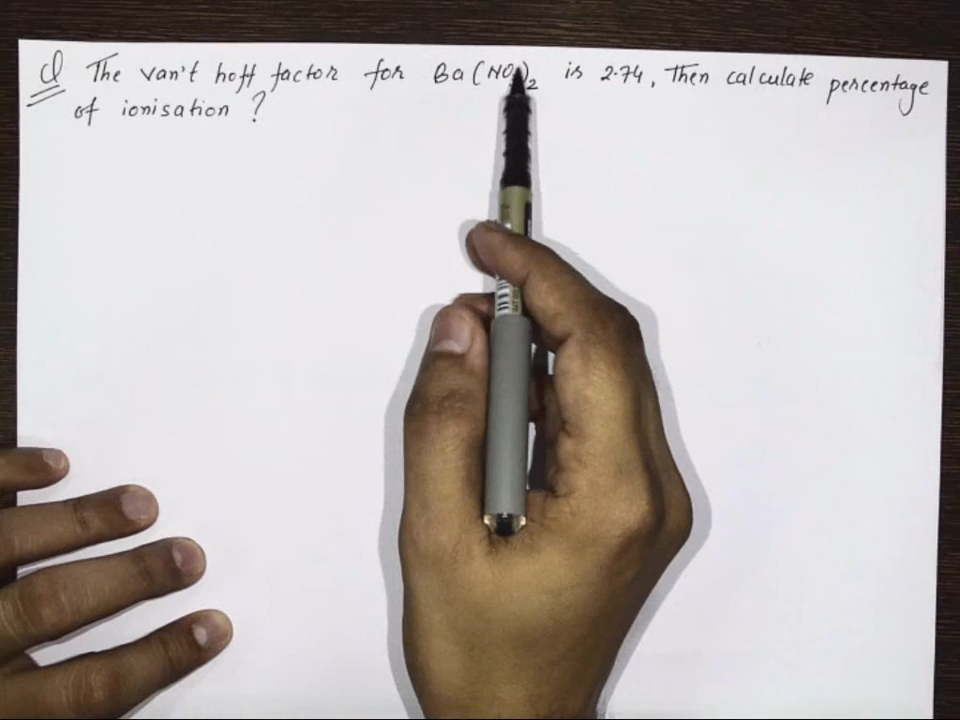 Q The van't hoff factor for Ba(NO3)2 is 2.74, Then calculate percentage
of ionisation ?